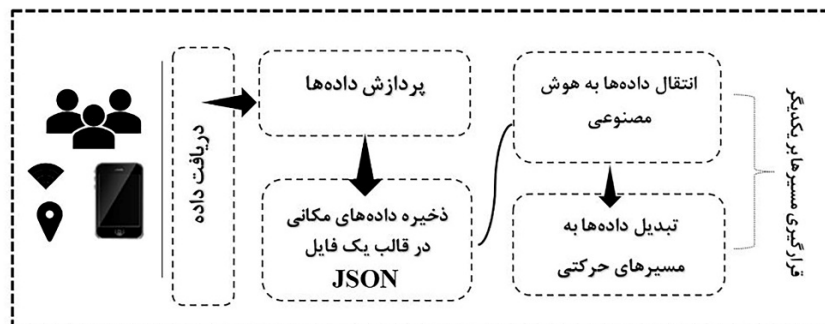 دریافت داده
پردازش داده‌ها
ذخیره داده‌های مکانی
در قالب یک فایل
JSON
انتقال داده‌ها به هوش
مصنوعی
تبدیل داده‌ها به
مسیرهای حرکتی
قرارگیری مسیرها بر یکدیگر